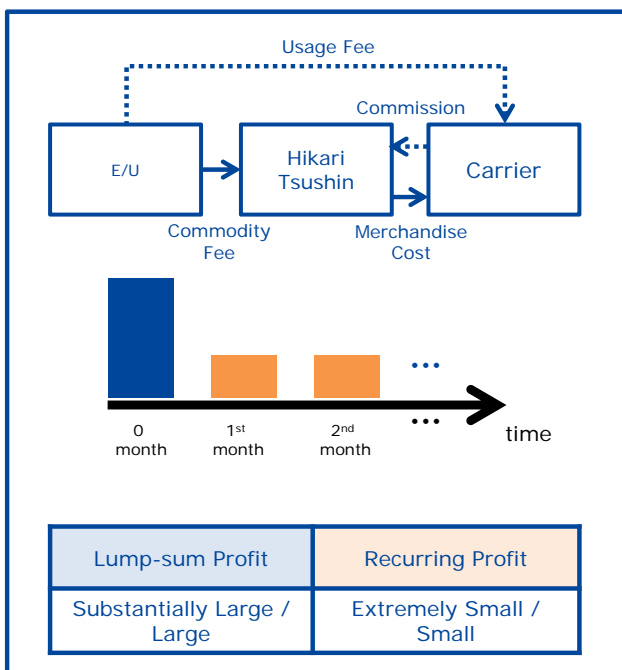 Usage Fee
Commission
E/U
Hikari
Tsushin
Carrier
Commodity
Fee
Merchandise
Cost
...
...
0
month
1st
month
2nd
month
time
Lump-sum Profit
Recurring Profit
Substantially Large /
Large
Extremely Small /
Small